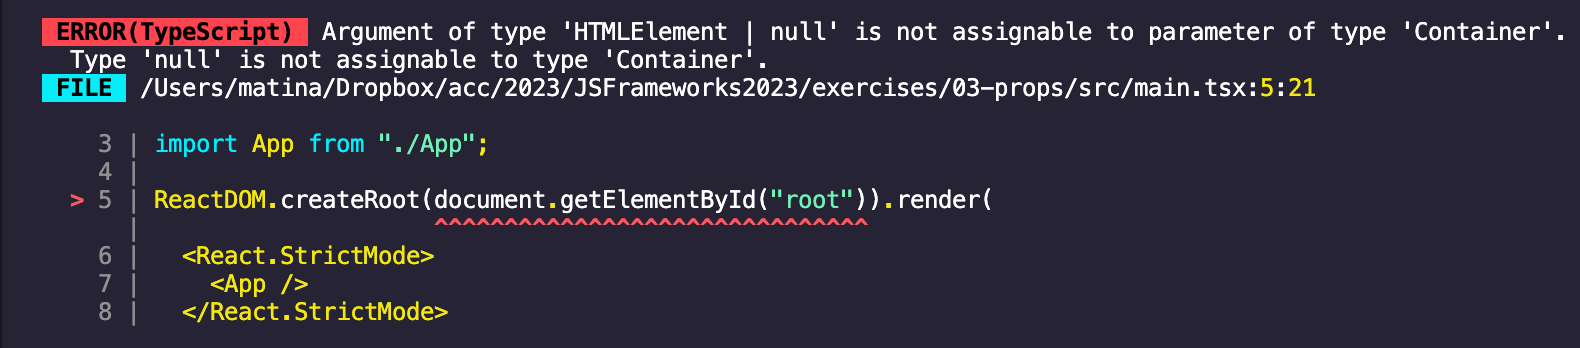 ERROR(TypeScript) Argument of type 'HTMLElement | null' is not assignable to parameter of type 'Container'.
Type 'null' is not assignable to type 'Container'.
FILE /Users/matina/Dropbox/acc/2023/JSFrameworks2023/exercises/03-props/src/main.tsx:5:21
3 | import App from "./App";
4 |
> 5 | ReactDOM.createRoot(document.getElementById("root")).render(
| ^^^^^^^^^^^^^^^^^^^^^^^^^^^^^^^
6 | <React.StrictMode>
7 | <App />
8 | </React.StrictMode>